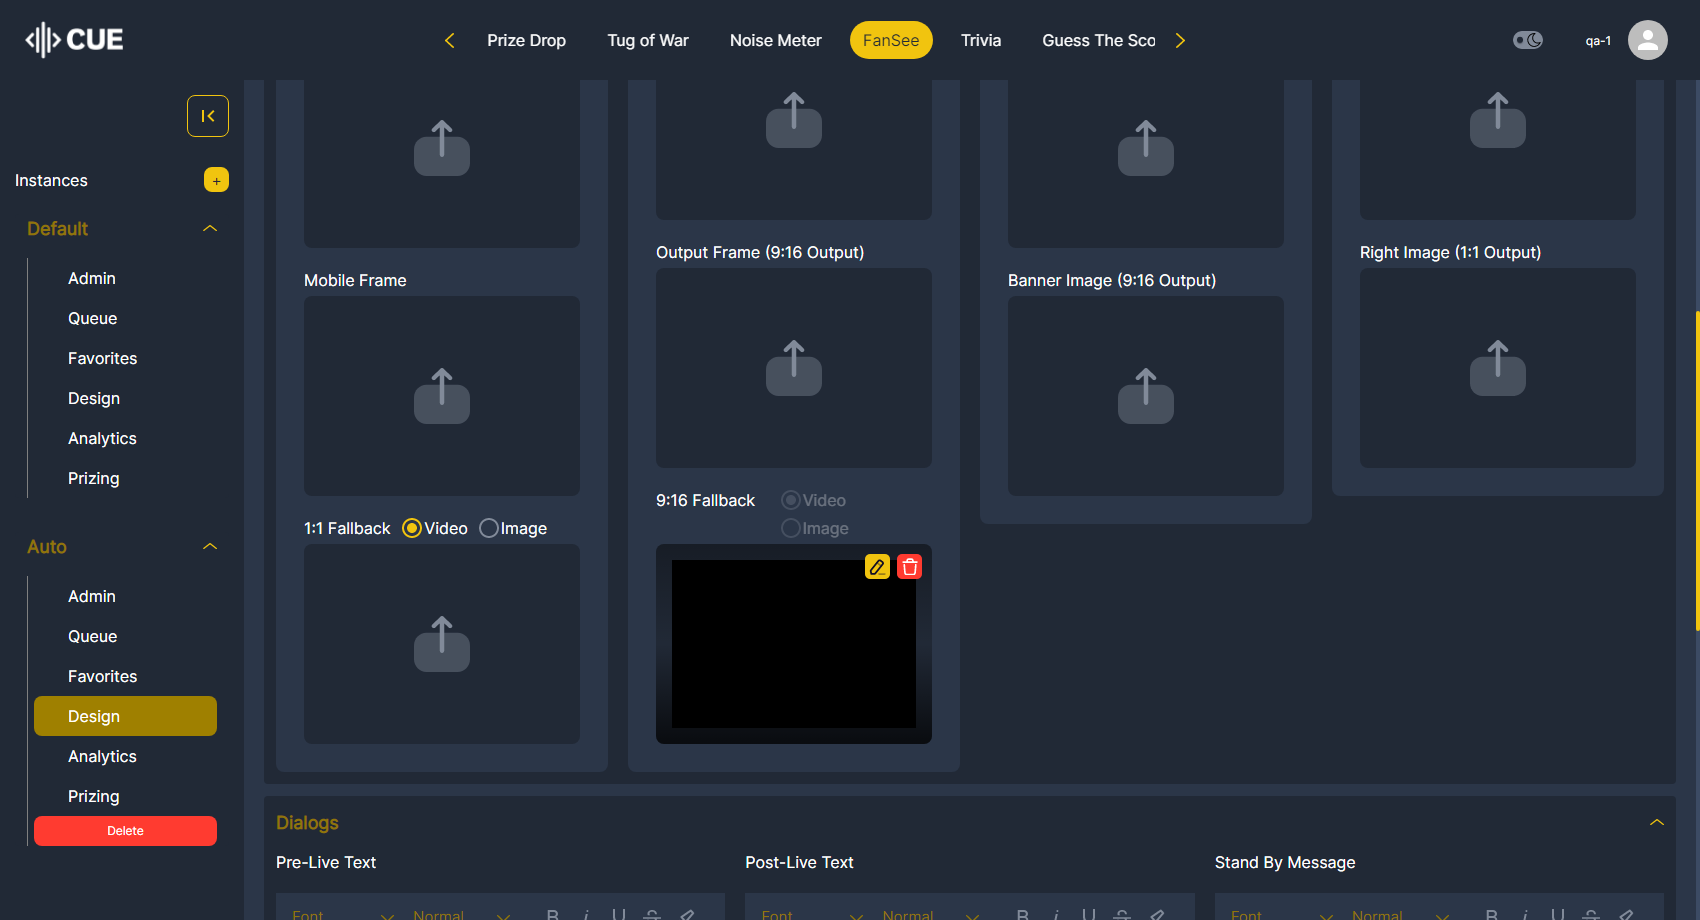 CUE
Prize Drop
Tug of War
Noise Meter
FanSee
Trivia
Guess The Sco
qa-1
Instances
+
Default
Admin
Queue
Favorites
Design
Analytics
Prizing
Auto
Admin
Queue
Favorites
Design
Analytics
Prizing
Delete
Output Frame (9:16 Output)
Right Image (1:1 Output)
Mobile Frame
Banner Image (9:16 Output)
9:16 Fallback
Video
Image
1:1 Fallback
Video
Image
Dialogs
Pre-Live Text
Post-Live Text
Stand By Message
Font
Normal
B
i
U
S
Font
Normal
B
i
U
S
Font
Normal
B
i
U
S